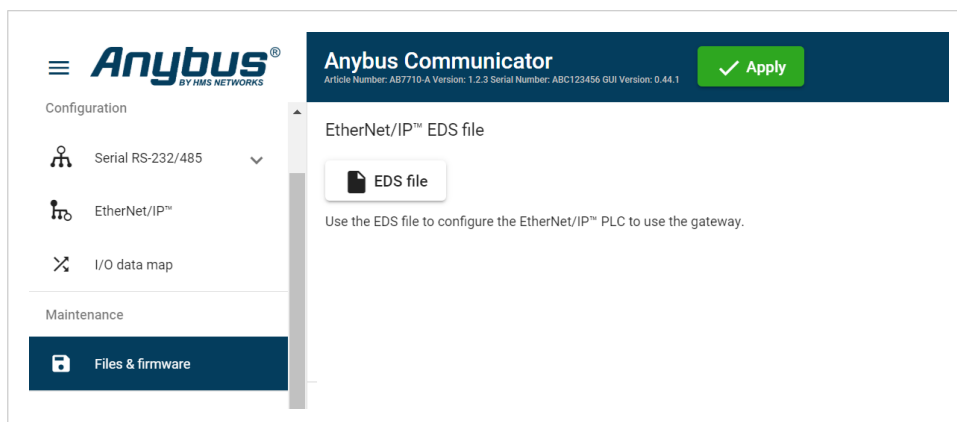 Anybus®
BY HMS NETWORKS
Configuration
Serial RS-232/485
EtherNet/IP™
I/O data map
Maintenance
Files & firmware
Anybus Communicator
Article Number: AB7710-A Version: 1.2.3 Serial Number: ABC123456 GUI Version: 0.44.1
Apply
EtherNet/IP™ EDS file
EDS file
Use the EDS file to configure the EtherNet/IP™ PLC to use the gateway.